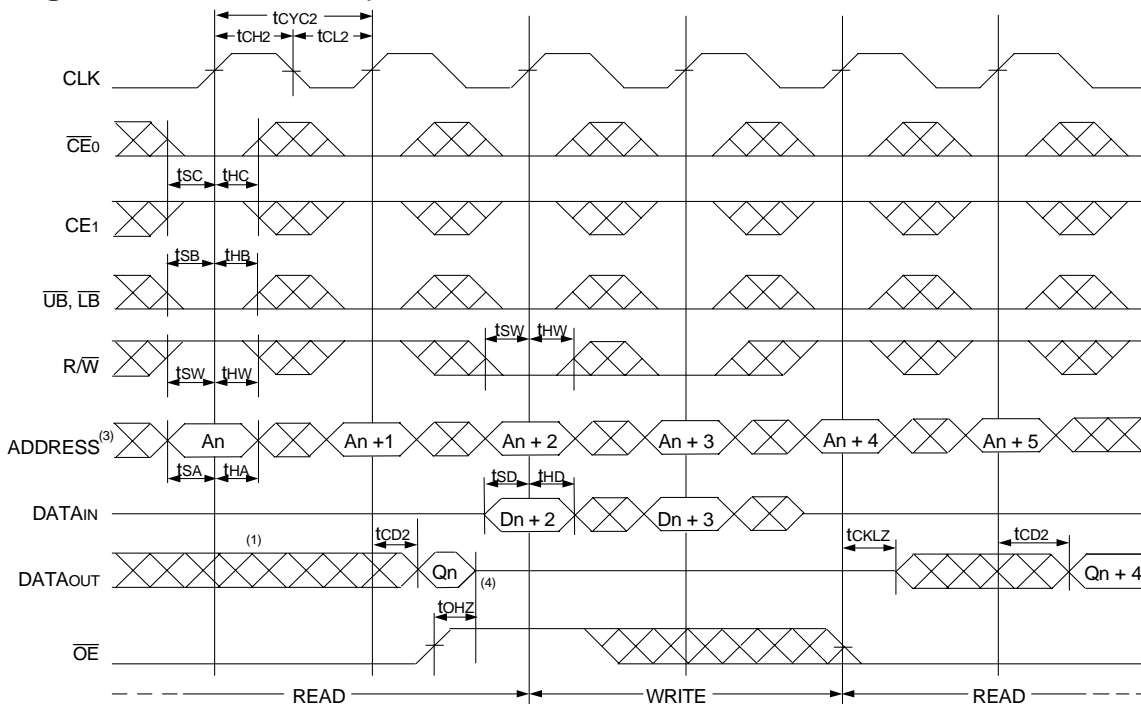 tCYC2
tCH2 tCL2
CLK
CE0
tSC tHC
CE1
tSB tHB
UB, LB
tSW tHW
R/W
tSW tHW
ADDRESS(3) An An +1 An + 2 An + 3 An + 4 An + 5
tSA tHA tSD tHD
DATAIN Dn + 2 Dn + 3
(1) tCD2 tCKLZ tCD2
DATAOUT Qn (4) Qn + 4
tOHZ
OE
READ WRITE READ